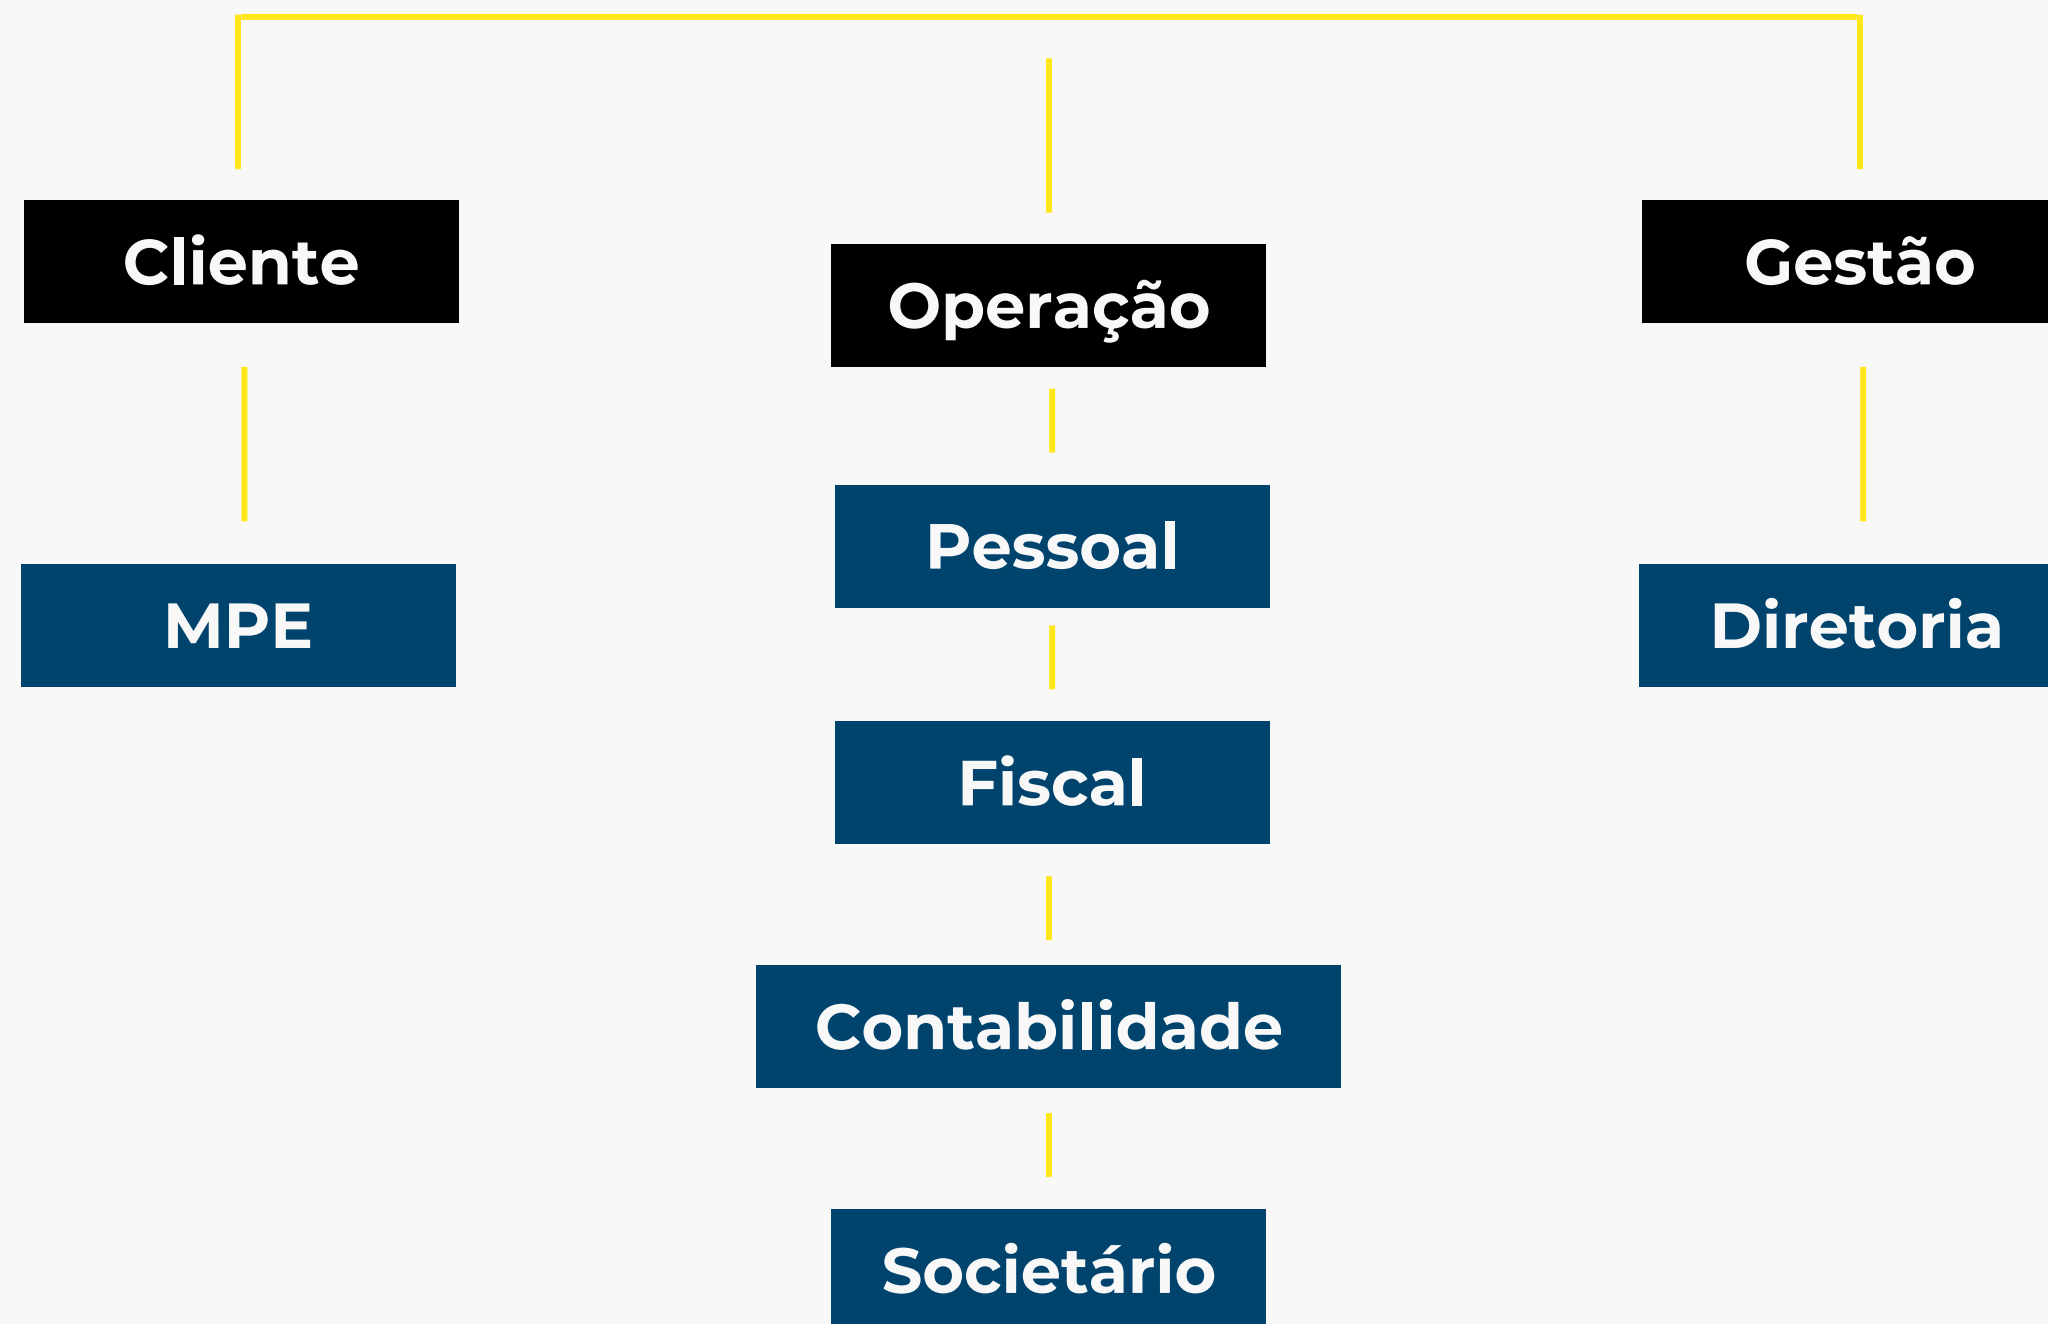 Cliente
Operação
Gestão
Pessoal
MPE
Diretoria
Fiscal
Contabilidade
Societário